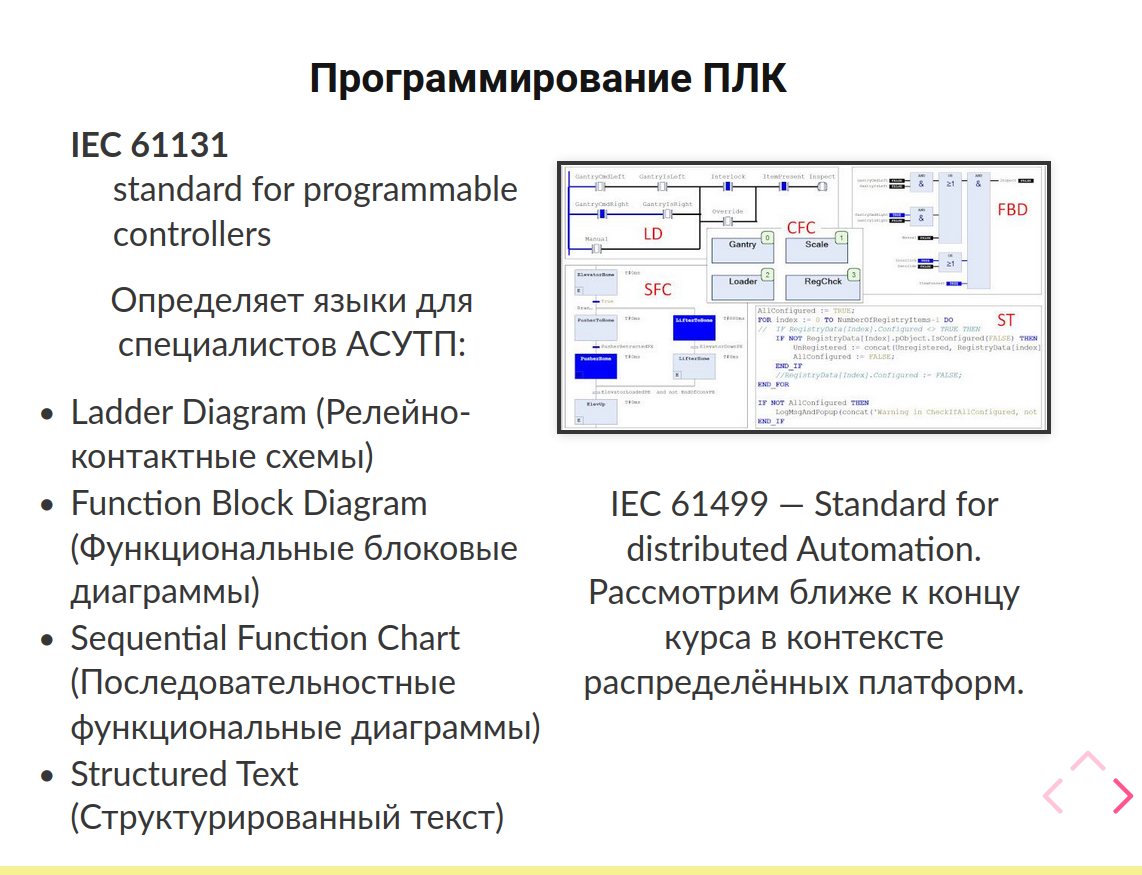 Программирование ПЛК
IEC 61131
standard for programmable
controllers
Определяет языки для
специалистов АСУТП:
Ladder Diagram (Релейно-
контактные схемы)
Function Block Diagram
(Функциональные блоковые
диаграммы)
Sequential Function Chart
(Последовательностные
функциональные диаграммы)
Structured Text
(Структурированный текст)
GantryCmdLeft GantryIsLeft Interlock ItemPresent Inspect
GantryCmdRight GantryInRight
Override
Manual
LD
CFC
FBD
SFC
ST
Gantry 0
Scale 1
Loader 2
RegChck 3
& ≥1 &
&
≥1
ElevatorHome
True
PusherToHome
LifterToHome
PusherHome
LifterHome
ElevUp
AllConfigured := TRUE;
FOR index := 0 TO NumberOfRegistryItems-1 DO
// IF RegistryData[Index].Configured <> TRUE THEN
IF NOT RegistryData[Index].pObject.IsConfigured(FALSE) THEN
UnRegistered := concat(Unregistered, RegistryData[index]
AllConfigured := FALSE;
END_IF
//RegistryData[Index].Configured := FALSE;
END_FOR
IF NOT AllConfigured THEN
LogMsgAndPopup(concat('Warning in CheckIfAllConfigured, not
END_IF
IEC 61499 — Standard for
distributed Automation.
Рассмотрим ближе к концу
курса в контексте
распределённых платформ.